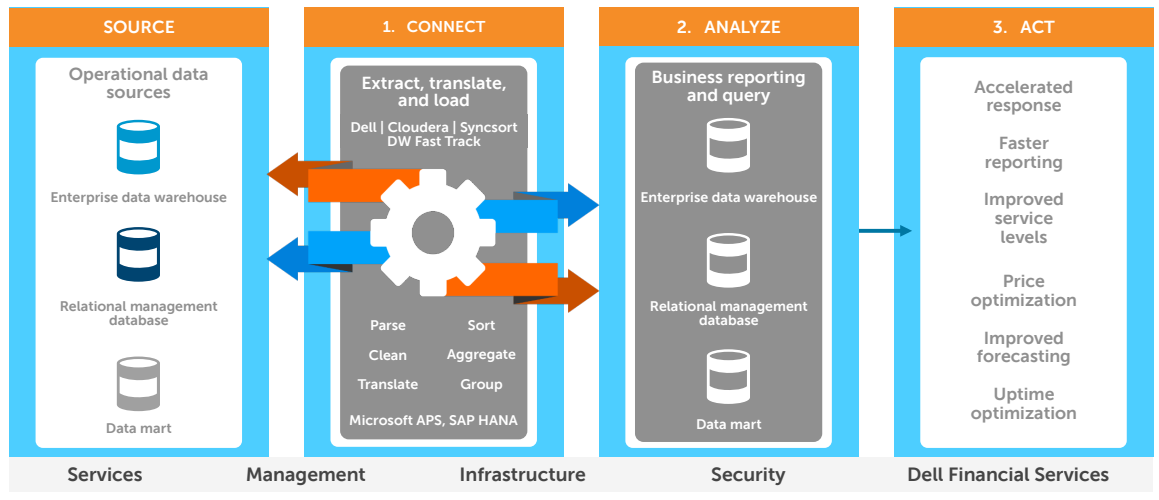 SOURCE
Operational data
sources
Enterprise data warehouse
Relational management
database
Data mart
1. CONNECT
Extract, translate,
and load
Dell | Cloudera | Syncsort
DW Fast Track
Parse
Sort
Clean
Aggregate
Translate
Group
Microsoft APS, SAP HANA
2. ANALYZE
Business reporting
and query
Enterprise data warehouse
Relational management
database
Data mart
3. ACT
Accelerated
response
Faster
reporting
Improved
service
levels
Price
optimization
Improved
forecasting
Uptime
optimization
Services
Management
Infrastructure
Security
Dell Financial Services